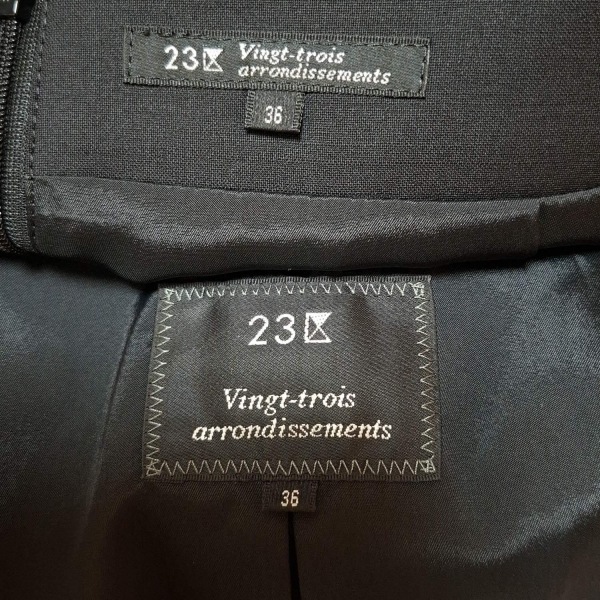 23区 Vingt-trois
arrondissements
36
23区
Vingt-trois
arrondissements
36